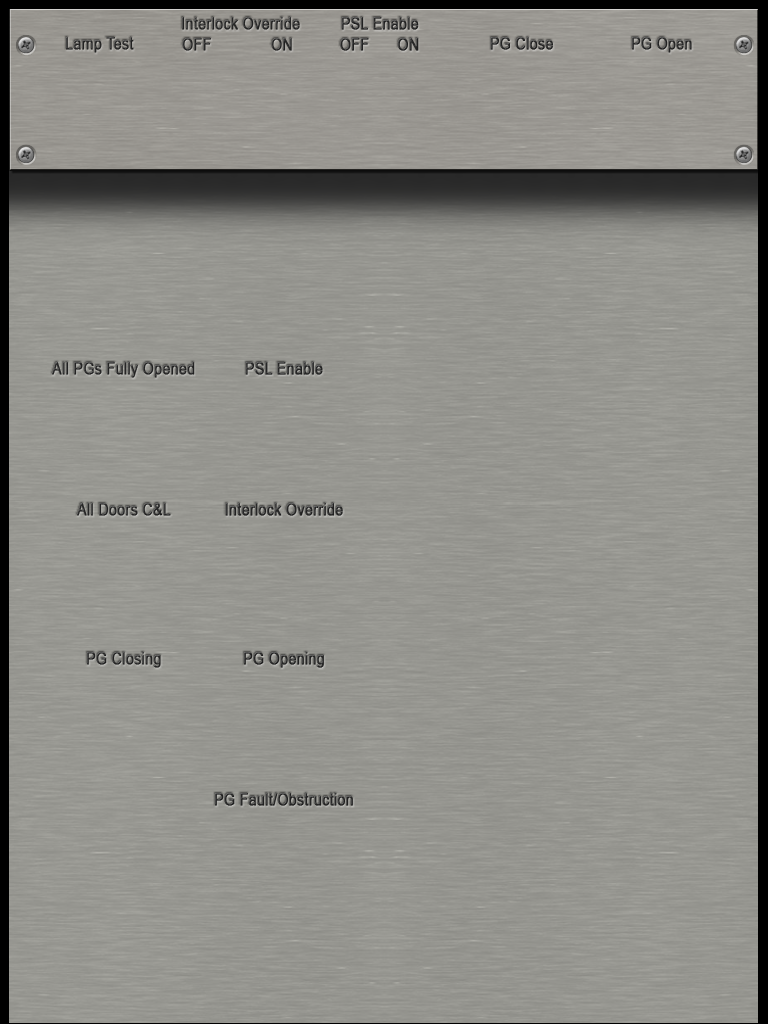 Interlock Override PSL Enable
Lamp Test OFF ON OFF ON PG Close PG Open
All PGs Fully Opened PSL Enable
All Doors C&L Interlock Override
PG Closing PG Opening
PG Fault/Obstruction